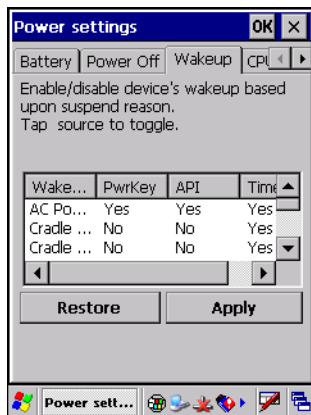 Power settings OK
Battery Power Off Wakeup CPU
Enable/disable device's wakeup based
upon suspend reason.
Tap source to toggle.
Wake... PwrKey API Time
AC Po... Yes Yes Yes
Cradle ... No No Yes
Cradle ... No No Yes
Restore Apply
Power sett...